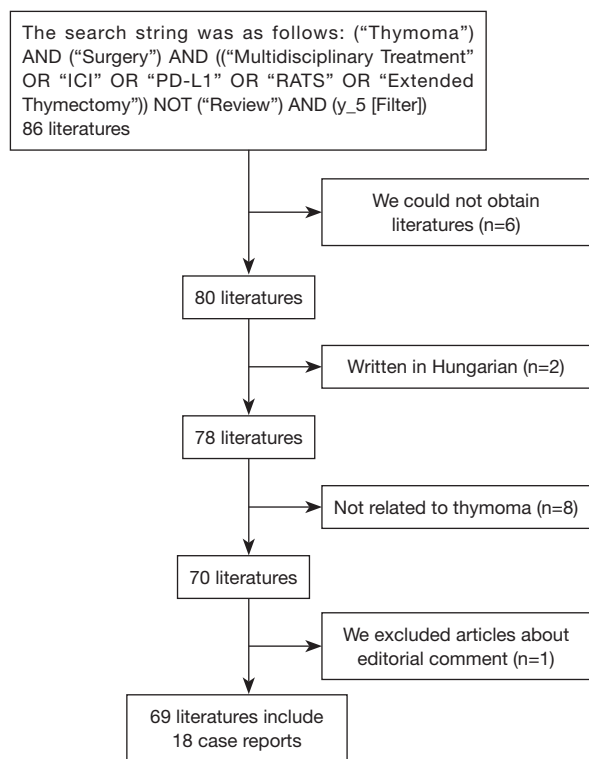 The search string was as follows: (“Thymoma”)
AND (“Surgery”) AND ((“Multidisciplinary Treatment”
OR “ICI” OR “PD-L1” OR “RATS” OR “Extended
Thymectomy”)) NOT (“Review”) AND (y_5 [Filter])
86 literatures
We could not obtain
literatures (n=6)
80 literatures
Written in Hungarian (n=2)
78 literatures
Not related to thymoma (n=8)
70 literatures
We excluded articles about
editorial comment (n=1)
69 literatures include
18 case reports